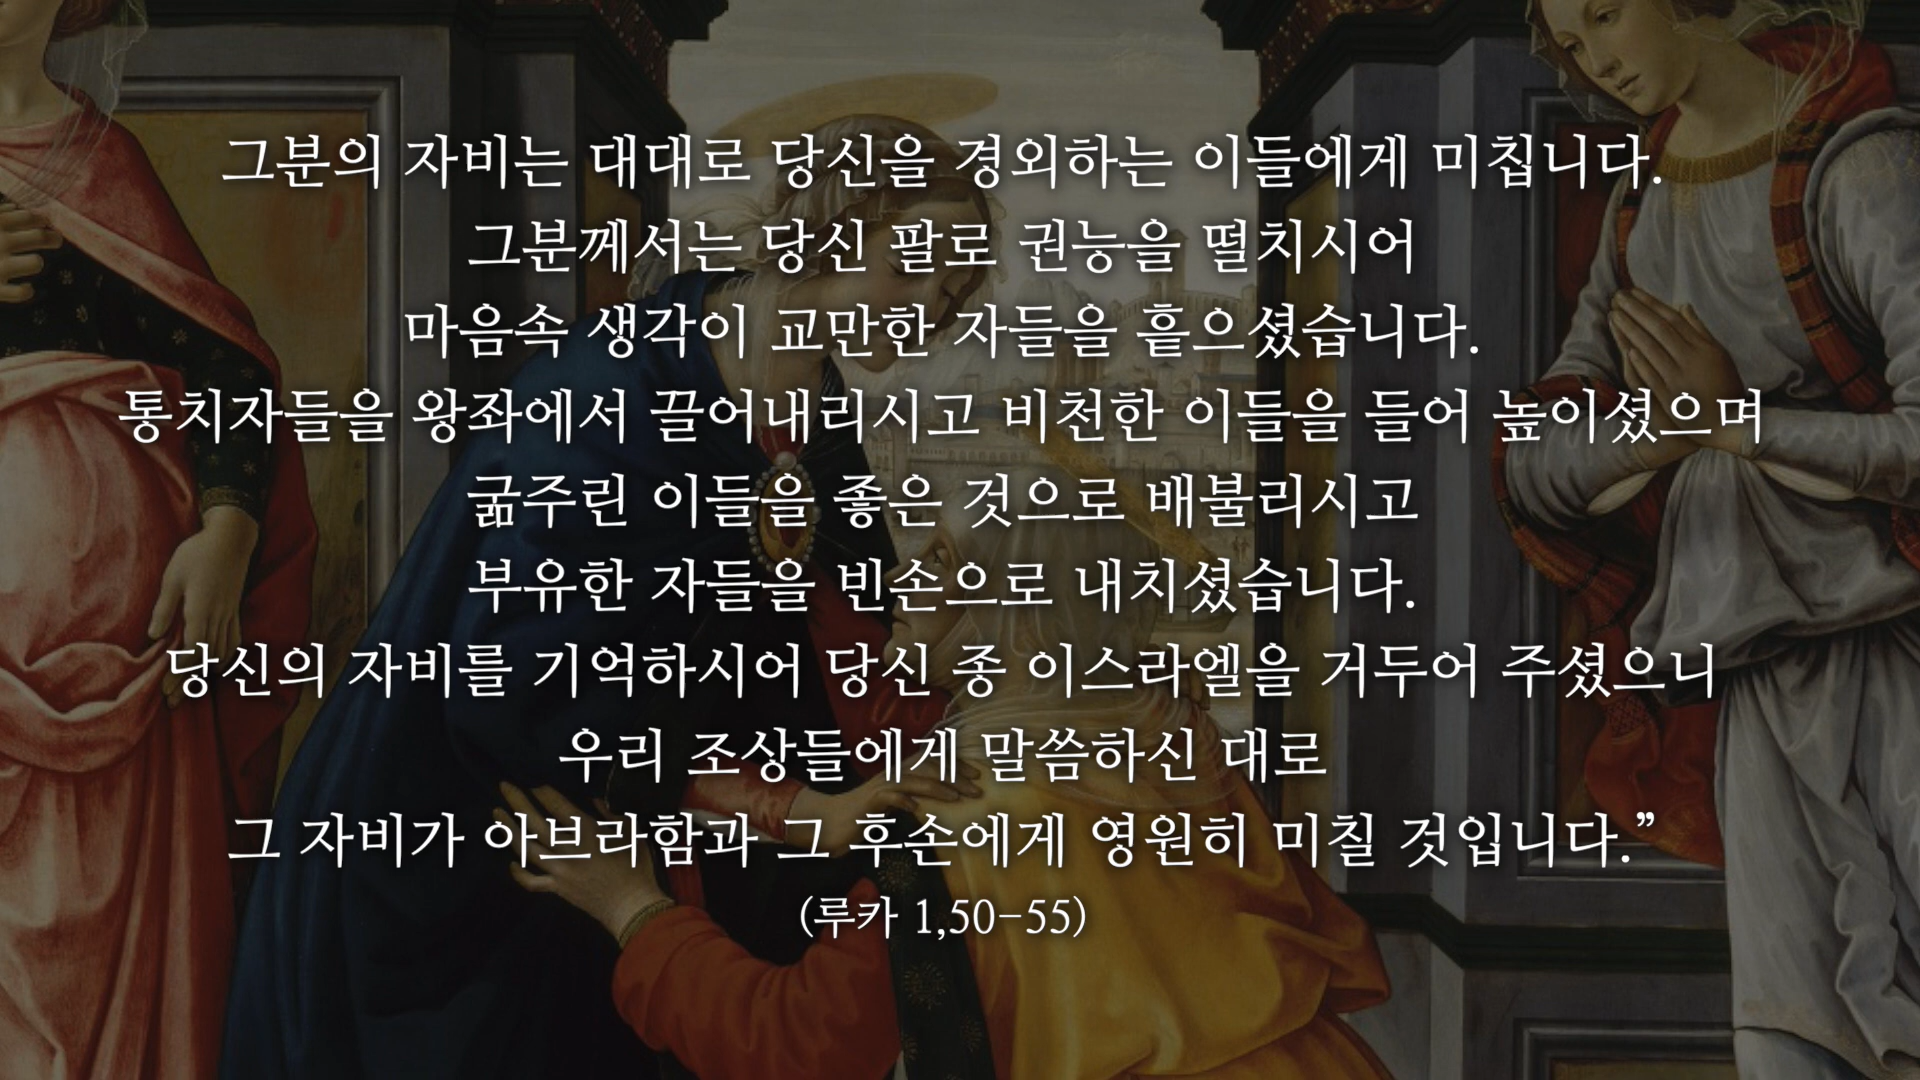 그분의 자비는 대대로 당신을 경외하는 이들에게 미칩니다.
그분께서는 당신 팔로 권능을 떨치시어
마음속 생각이 교만한 자들을 흩으셨습니다.
통치자들을 왕좌에서 끌어내리시고 비천한 이들을 들어 높이셨으며
굶주린 이들을 좋은 것으로 배불리시고
부유한 자들을 빈손으로 내치셨습니다.
당신의 자비를 기억하시어 당신 종 이스라엘을 거두어 주셨으니
우리 조상들에게 말씀하신 대로
그 자비가 아브라함과 그 후손에게 영원히 미칠 것입니다.”
(루카 1,50-55)